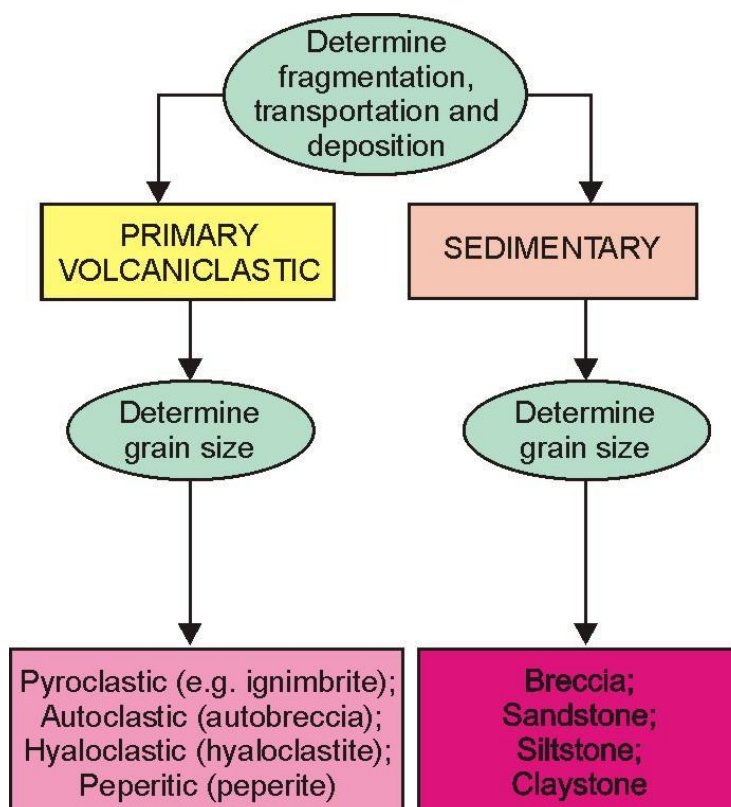 Determine
fragmentation,
transportation and
deposition
PRIMARY
VOLCANICLASTIC
SEDIMENTARY
Determine
grain size
Determine
grain size
Pyroclastic (e.g. ignimbrite);
Autoclastic (autobreccia);
Hyaloclastic (hyaloclastite);
Peperitic (peperite)
Breccia;
Sandstone;
Siltstone;
Claystone